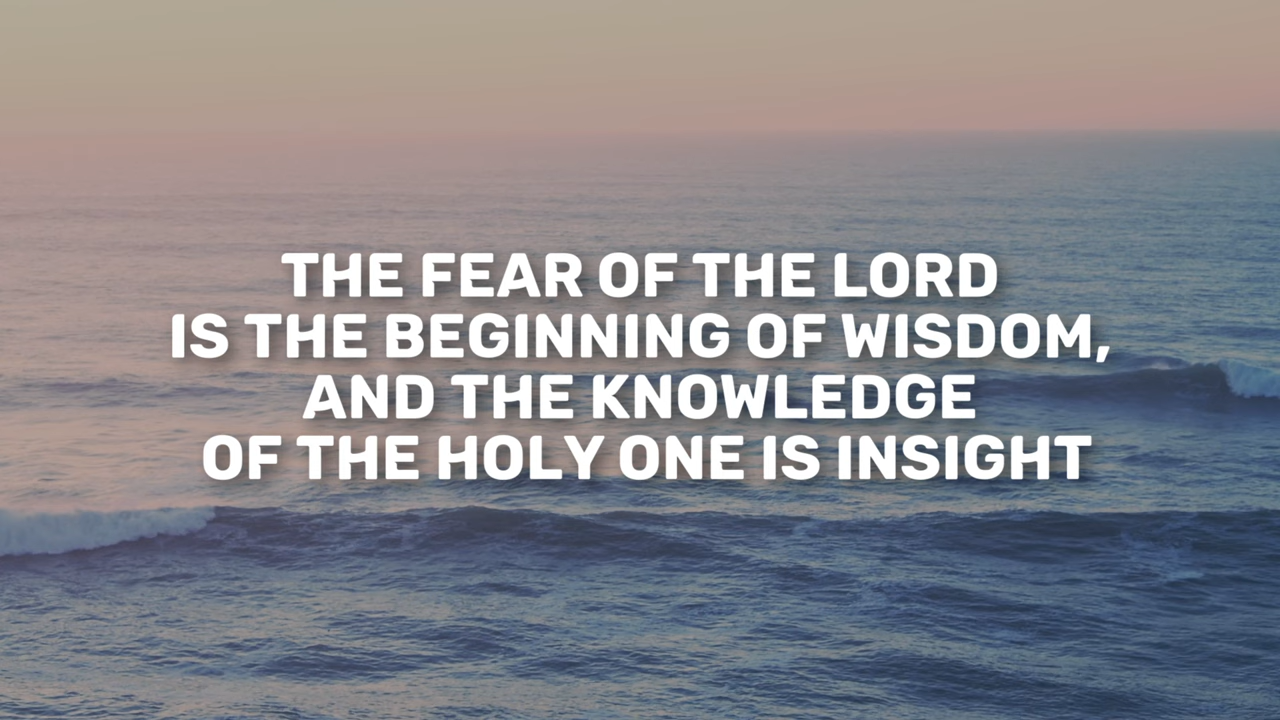 THE FEAR OF THE LORD
IS THE BEGINNING OF WISDOM,
AND THE KNOWLEDGE
OF THE HOLY ONE IS INSIGHT